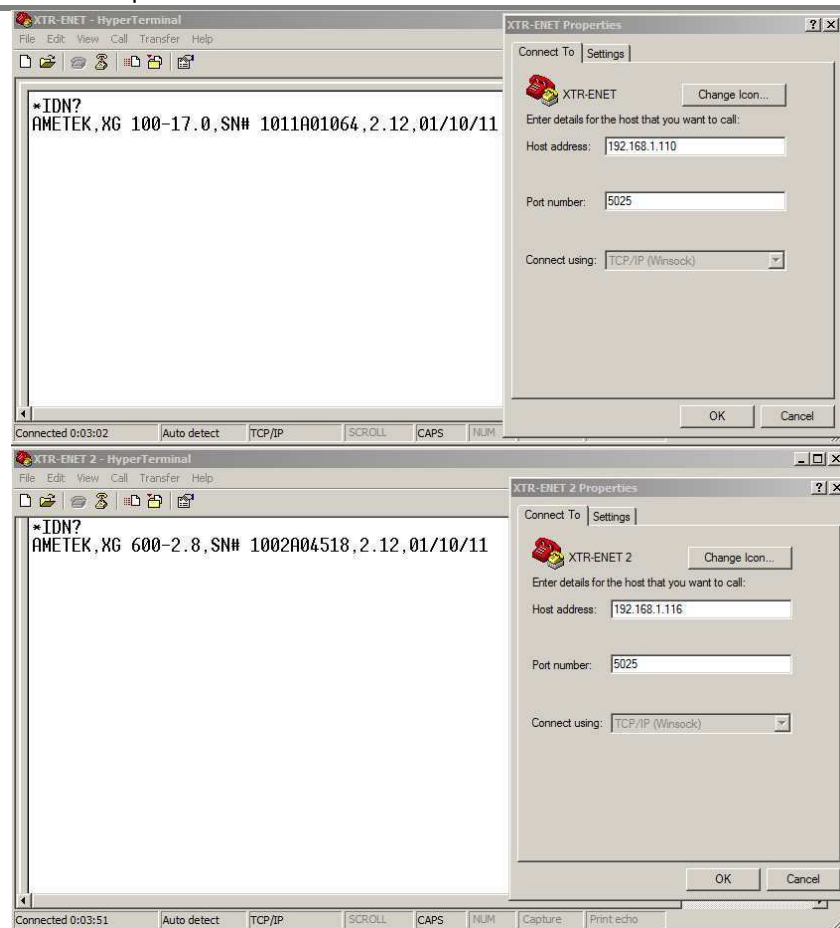 XTR-ENET - HyperTerminal
File Edit View Call Transfer Help
*IDN?
AMETEK,XG 100-17.0,SN# 1011A01064,2.12,01/10/11
Connected 0:03:02 Auto detect TCP/IP SCROLL CAPS NUM
XTR-ENET Properties
Connect To Settings
XTR-ENET Change Icon...
Enter details for the host that you want to call:
Host address: 192.168.1.110
Port number: 5025
Connect using: TCP/IP (Winsock)
OK Cancel
XTR-ENET 2 - HyperTerminal
File Edit View Call Transfer Help
*IDN?
AMETEK,XG 600-2.8,SN# 1002A04518,2.12,01/10/11
Connected 0:03:51 Auto detect TCP/IP SCROLL CAPS NUM Capture Print echo
XTR-ENET 2 Properties
Connect To Settings
XTR-ENET 2 Change Icon...
Enter details for the host that you want to call:
Host address: 192.168.1.116
Port number: 5025
Connect using: TCP/IP (Winsock)
OK Cancel